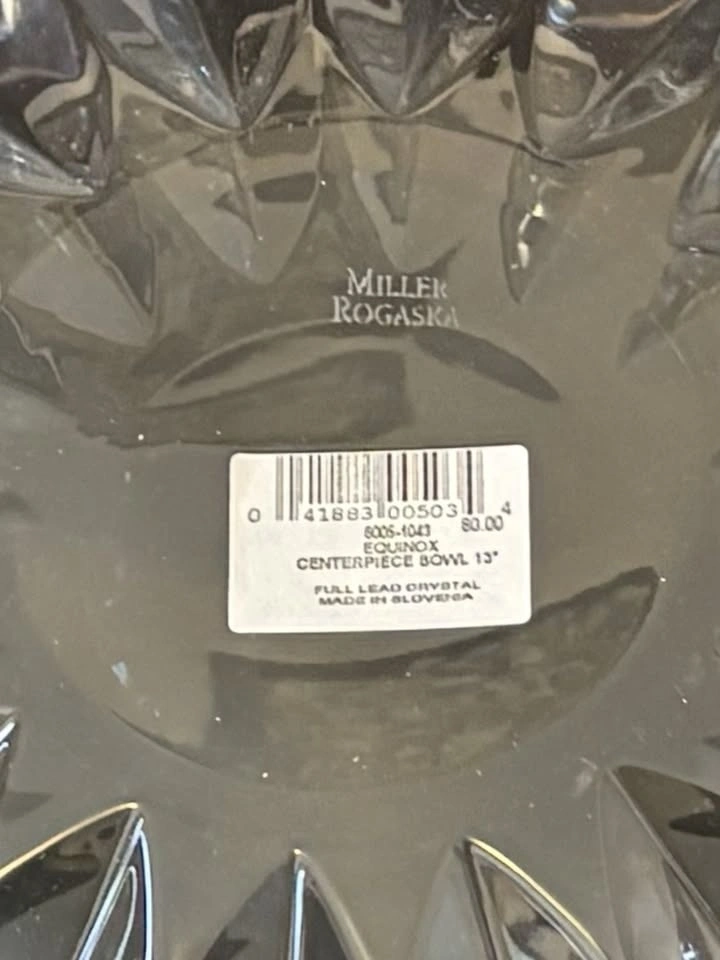 MILLER
ROGASKA
0 41883 00503 4
6005-1043 80.00
EQUINOX
CENTERPIECE BOWL 13"
FULL LEAD CRYSTAL
MADE IN SLOVENIA